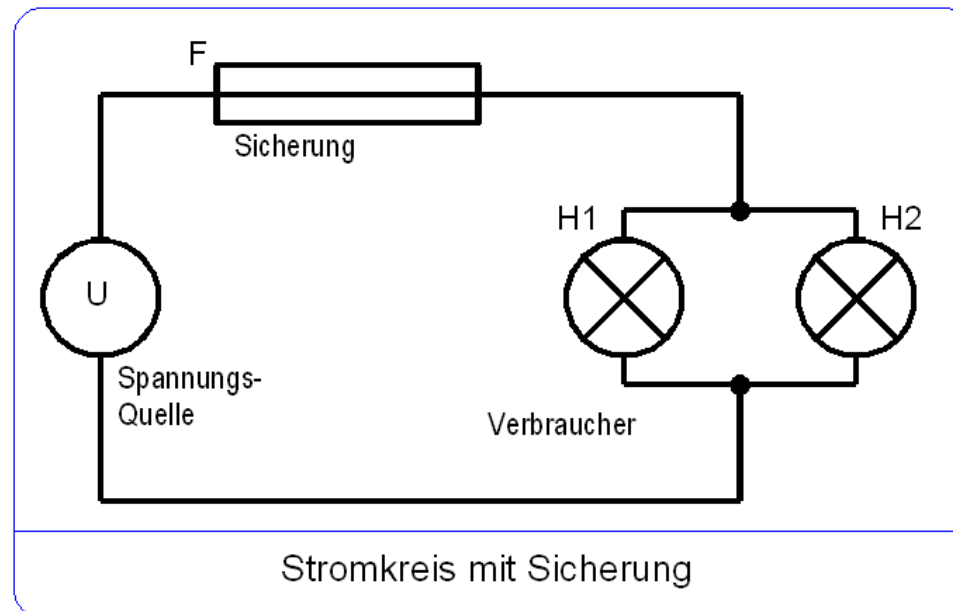 F
Sicherung
H1
H2
U
Spannungs-
Quelle
Verbraucher
Stromkreis mit Sicherung